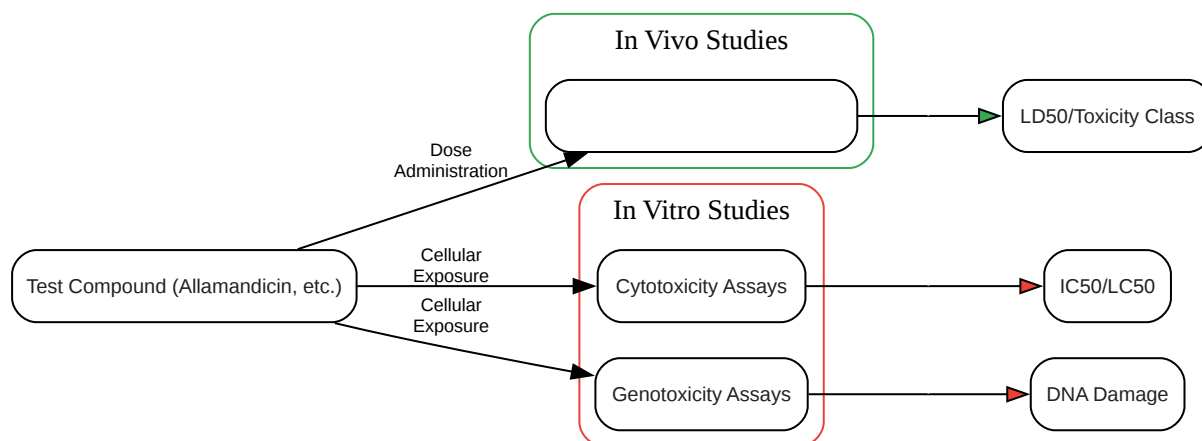 In Vivo Studies
LD50/Toxicity Class
Dose
Administration
In Vitro Studies
Test Compound (Allamandicin, etc.)
Cellular
Exposure
Cytotoxicity Assays
IC50/LC50
Cellular
Exposure
Genotoxicity Assays
DNA Damage